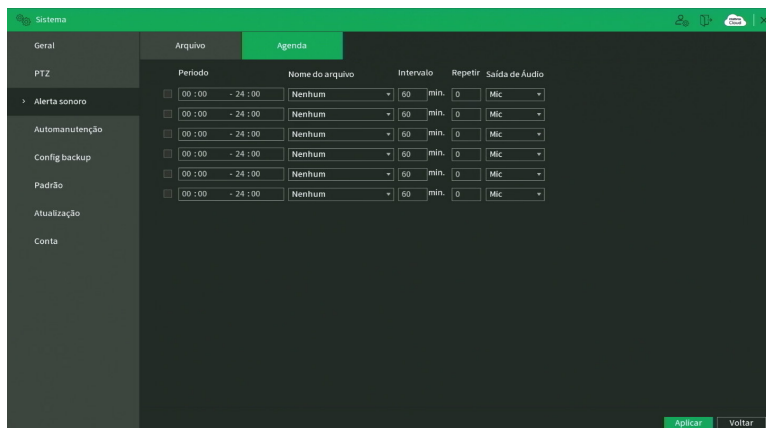 Sistema
Geral
PTZ
Alerta sonoro
Automanutenção
Config backup
Padrão
Atualização
Conta
Arquivo Agenda
Periodo Nome do arquivo Intervalo Repetir Saída de Áudio
00 : 00 - 24 : 00 Nenhum 60 min. 0 Mic
00 : 00 - 24 : 00 Nenhum 60 min. 0 Mic
00 : 00 - 24 : 00 Nenhum 60 min. 0 Mic
00 : 00 - 24 : 00 Nenhum 60 min. 0 Mic
00 : 00 - 24 : 00 Nenhum 60 min. 0 Mic
00 : 00 - 24 : 00 Nenhum 60 min. 0 Mic
Aplicar Voltar